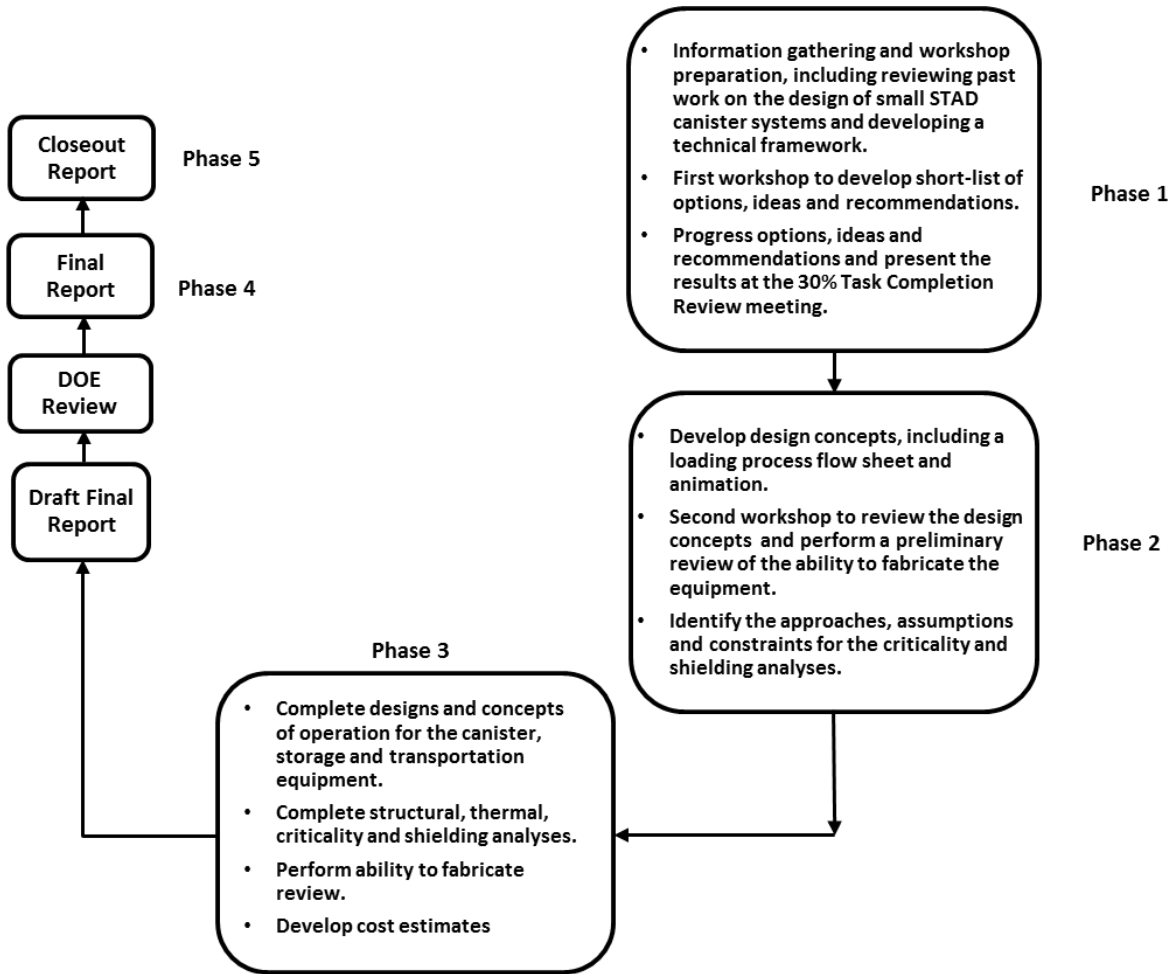 • Information gathering and workshop
preparation, including reviewing past
work on the design of small STAD
canister systems and developing a
technical framework.
• First workshop to develop short-list of
options, ideas and recommendations.
• Progress options, ideas and
recommendations and present the
results at the 30% Task Completion
Review meeting.
Phase 1
• Develop design concepts, including a
loading process flow sheet and
animation.
• Second workshop to review the design
concepts and perform a preliminary
review of the ability to fabricate the
equipment.
• Identify the approaches, assumptions
and constraints for the criticality and
shielding analyses.
Phase 2
Phase 3
• Complete designs and concepts
of operation for the canister,
storage and transportation
equipment.
• Complete structural, thermal,
criticality and shielding analyses.
• Perform ability to fabricate
review.
• Develop cost estimates
Draft Final
Report
DOE
Review
Final
Report
Phase 4
Closeout
Report
Phase 5